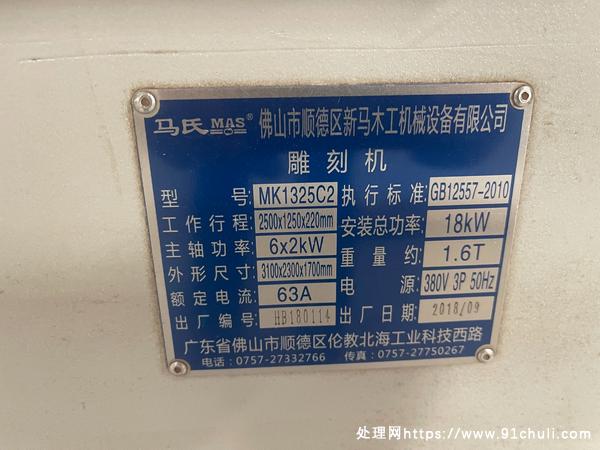 马氏 MAS® 佛山市顺德区新马木工机械设备有限公司
雕刻机
型号: MK1325C2 执行标准: GB12557-2010
工作行程: 2500x1250x220mm 安装总功率: 18kW
主轴功率: 6x2kW 重量约: 1.6T
外形尺寸: 3100x2300x1700mm 电源: 380V 3P 50Hz
额定电流: 63A
出厂编号: HB180114 出厂日期: 2018/09
广东省佛山市顺德区伦教北海工业科技西路
电话: 0757-27332766 传真: 0757-27750267
处理网https://www.91chuli.com